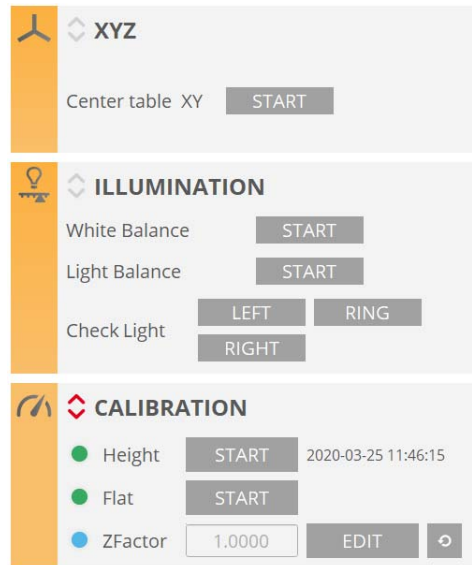 XYZ
Center table XY START
ILLUMINATION
White Balance START
Light Balance START
LEFT RING
Check Light
RIGHT
CALIBRATION
Height START 2020-03-25 11:46:15
Flat START
ZFactor 1.0000 EDIT